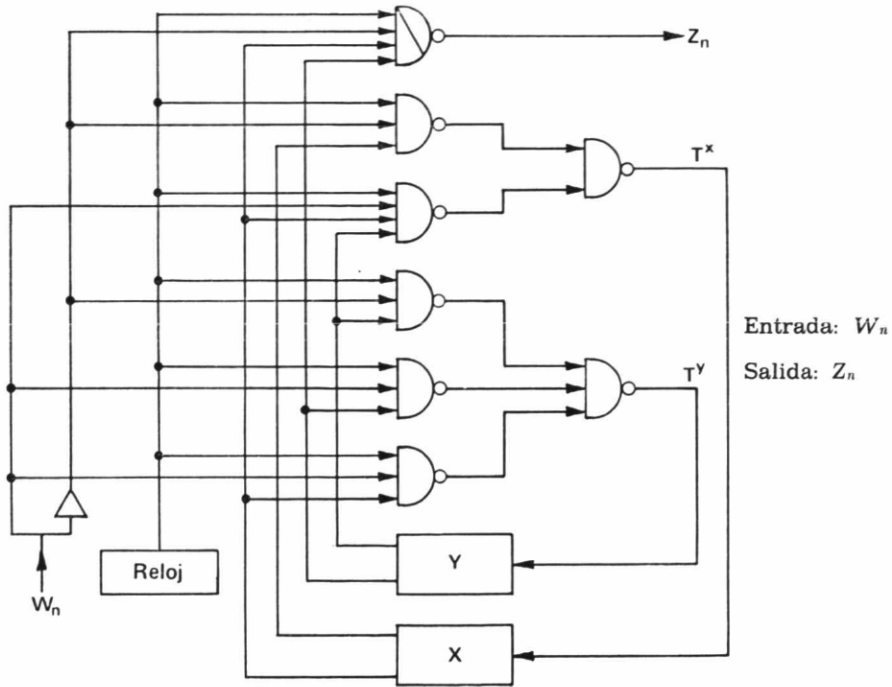 Zₙ
Tˣ
Entrada: Wₙ
Salida: Zₙ
Tʸ
Y
Reloj
Wₙ
X